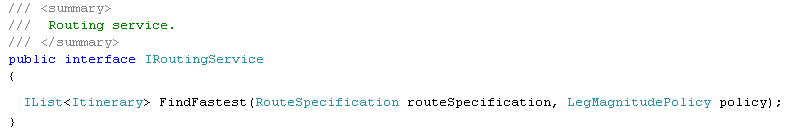 /// <summary>
///  Routing service.
/// </summary>
public interface IRoutingService
{
  IList<Itinerary> FindFastest(RouteSpecification routeSpecification, LegMagnitudePolicy policy);
}